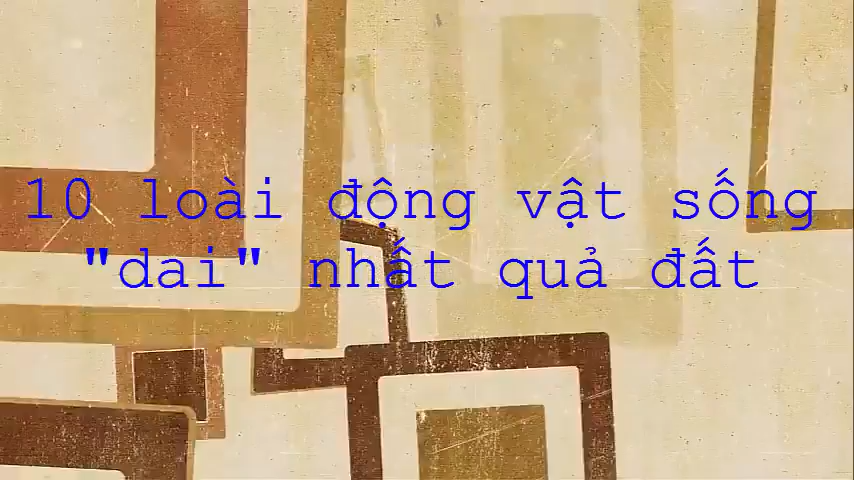 10 loài động vật sống
"dai" nhất quả đất